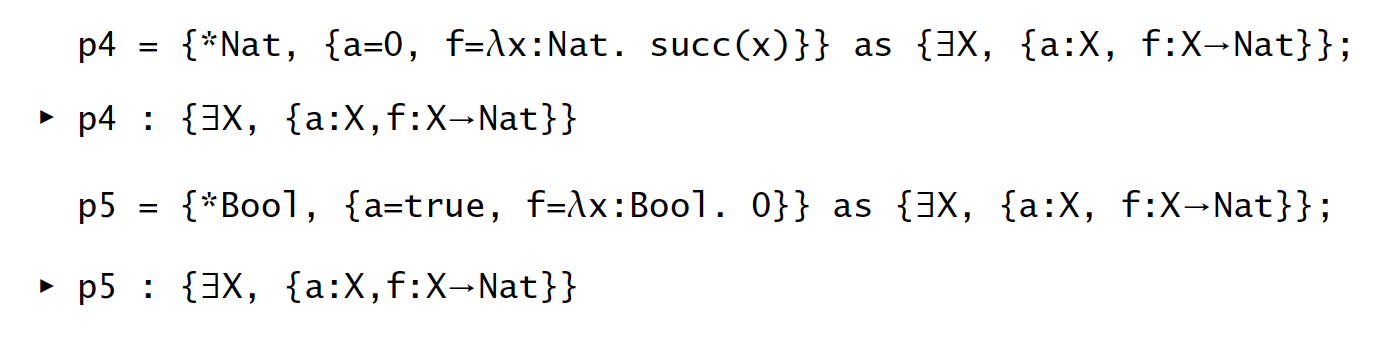 p4 = {*Nat, {a=0, f=λx:Nat. succ(x)}} as {∃X, {a:X, f:X→Nat}};
▸ p4 : {∃X, {a:X,f:X→Nat}}
p5 = {*Bool, {a=true, f=λx:Bool. 0}} as {∃X, {a:X, f:X→Nat}};
▸ p5 : {∃X, {a:X,f:X→Nat}}